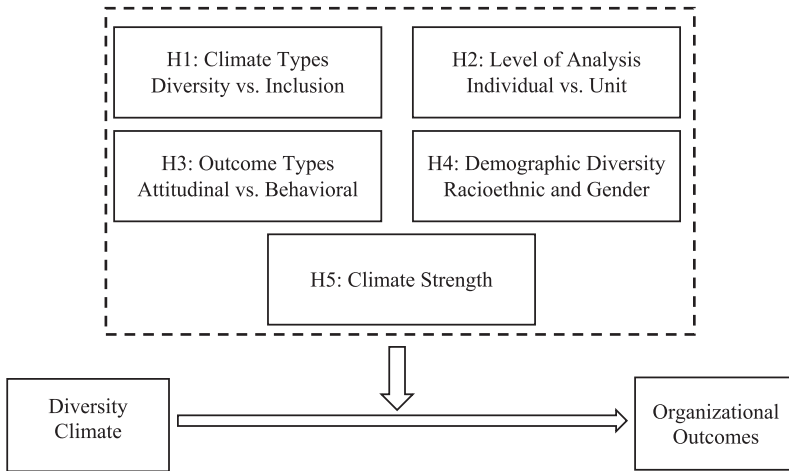 H1: Climate Types
Diversity vs. Inclusion
H2: Level of Analysis
Individual vs. Unit
H3: Outcome Types
Attitudinal vs. Behavioral
H4: Demographic Diversity
Racioethnic and Gender
H5: Climate Strength
Diversity
Climate
Organizational
Outcomes